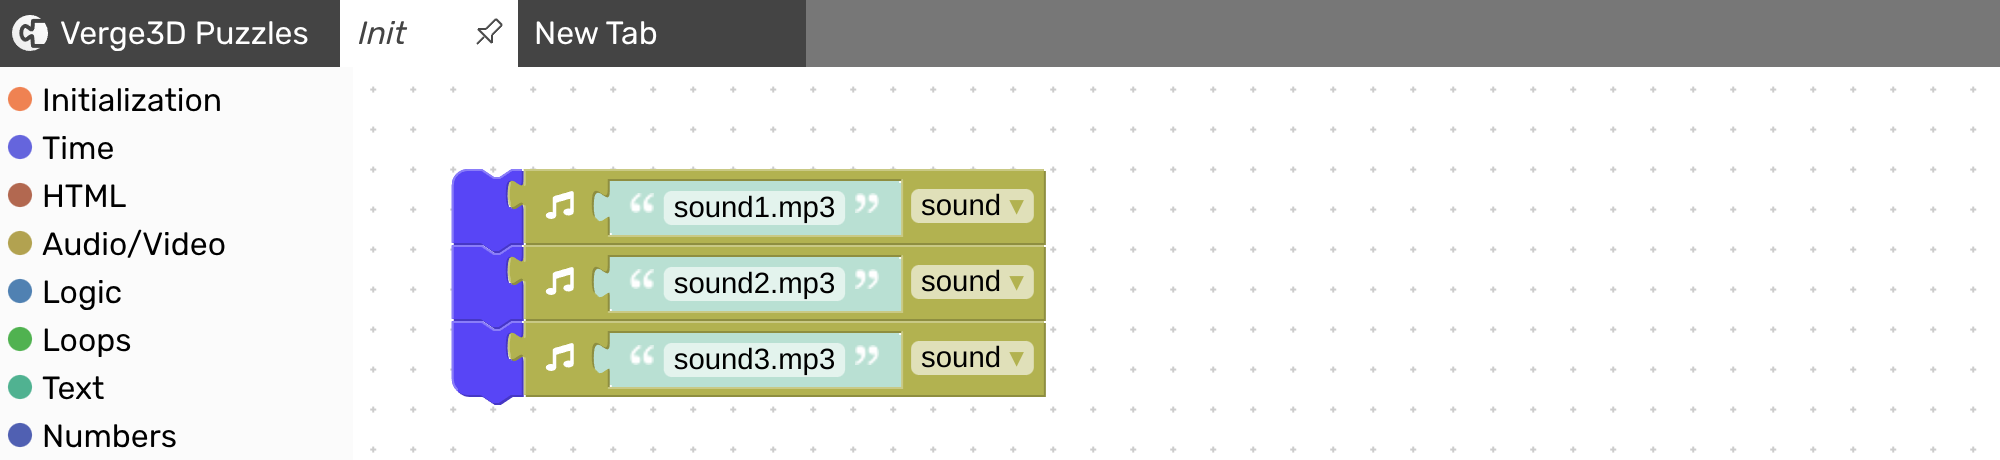 Verge3D Puzzles Init New Tab
Initialization
Time
HTML
Audio/Video
Logic
Loops
Text
Numbers
“ sound1.mp3 ” sound ▾
“ sound2.mp3 ” sound ▾
“ sound3.mp3 ” sound ▾